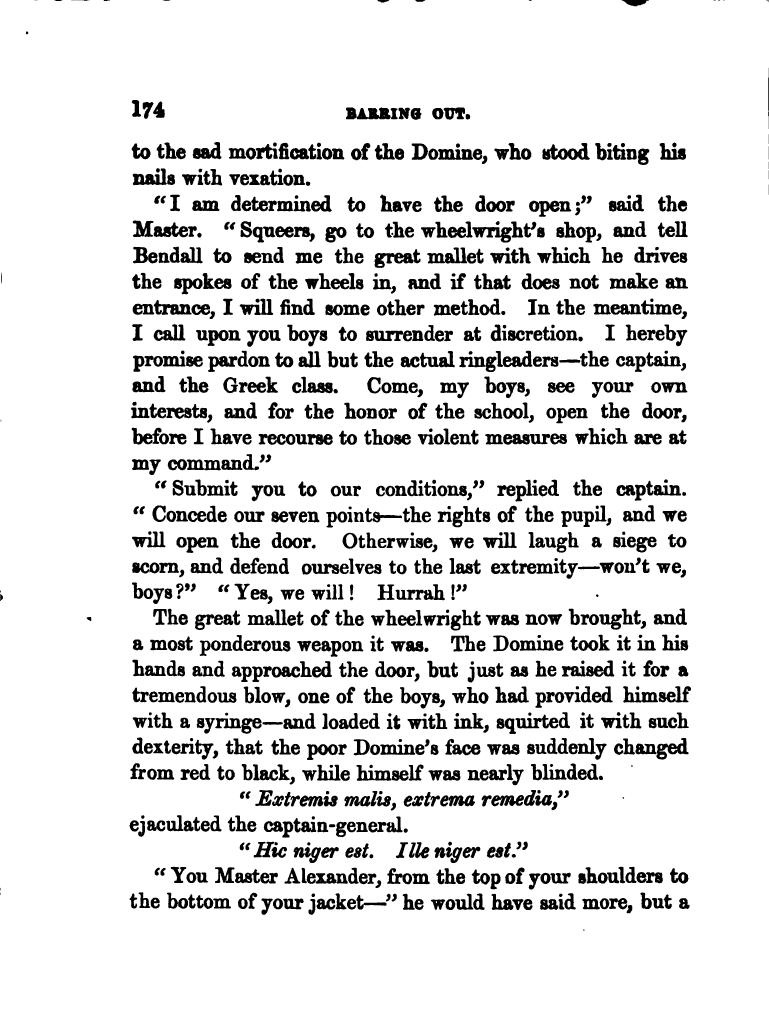 174 BARRING OUT.
to the sad mortification of the Domine, who stood biting his
nails with vexation.
"I am determined to have the door open;" said the
Master. "Squeers, go to the wheelwright's shop, and tell
Bendall to send me the great mallet with which he drives
the spokes of the wheels in, and if that does not make an
entrance, I will find some other method. In the meantime,
I call upon you boys to surrender at discretion. I hereby
promise pardon to all but the actual ringleaders—the captain,
and the Greek class. Come, my boys, see your own
interests, and for the honor of the school, open the door,
before I have recourse to those violent measures which are at
my command."
"Submit you to our conditions," replied the captain.
"Concede our seven points—the rights of the pupil, and we
will open the door. Otherwise, we will laugh a siege to
scorn, and defend ourselves to the last extremity—won't we,
boys?" "Yes, we will! Hurrah!"
The great mallet of the wheelwright was now brought, and
a most ponderous weapon it was. The Domine took it in his
hands and approached the door, but just as he raised it for a
tremendous blow, one of the boys, who had provided himself
with a syringe—and loaded it with ink, squirted it with such
dexterity, that the poor Domine's face was suddenly changed
from red to black, while himself was nearly blinded.
"Extremis malis, extrema remedia,"
ejaculated the captain-general.
"Hic niger est. Ille niger est."
"You Master Alexander, from the top of your shoulders to
the bottom of your jacket—" he would have said more, but a